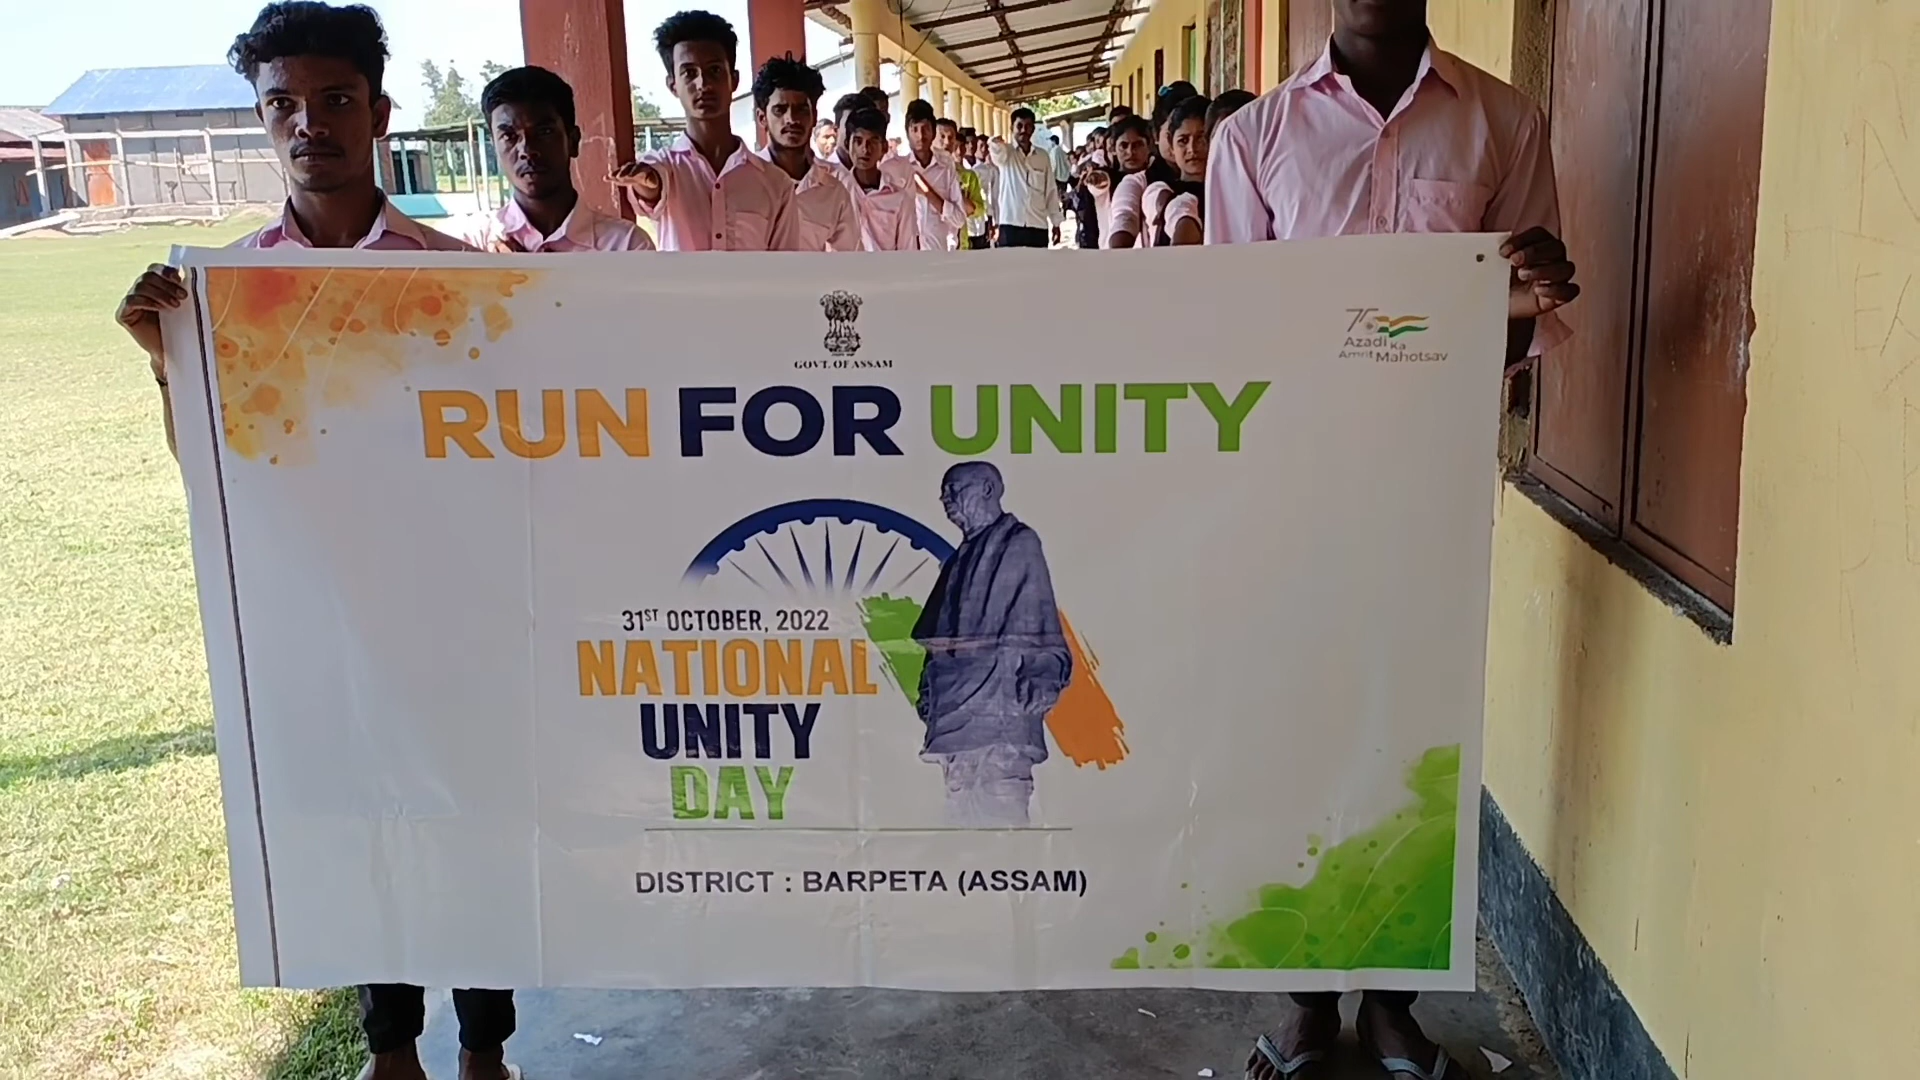 GOVT. OF ASSAM
75
Azadi Ka
Amrit Mahotsav
RUN FOR UNITY
31ST OCTOBER, 2022
NATIONAL
UNITY
DAY
DISTRICT : BARPETA (ASSAM)